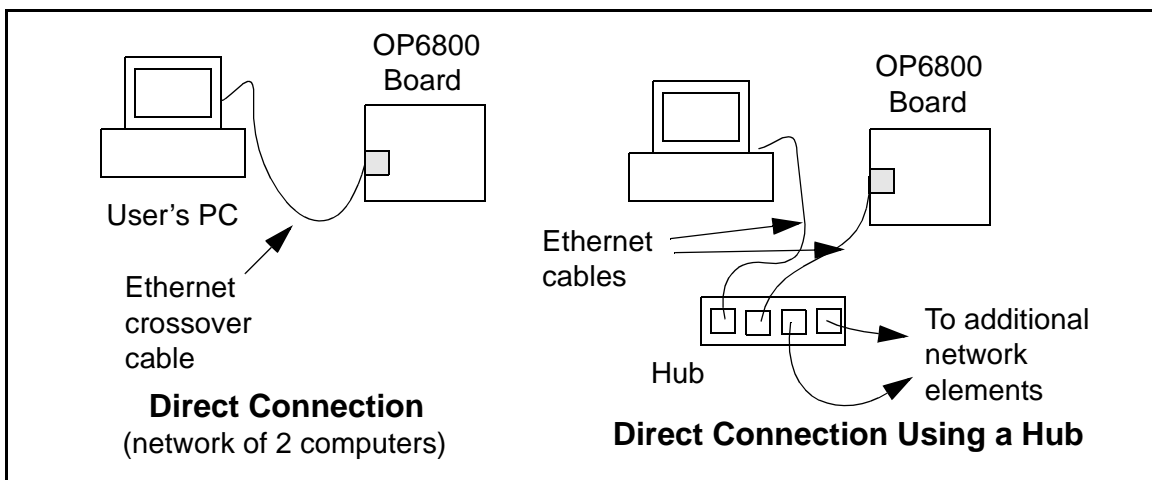 OP6800
Board
User's PC
Ethernet
crossover
cable
Direct Connection
(network of 2 computers)
OP6800
Board
Ethernet
cables
Hub
To additional
network
elements
Direct Connection Using a Hub